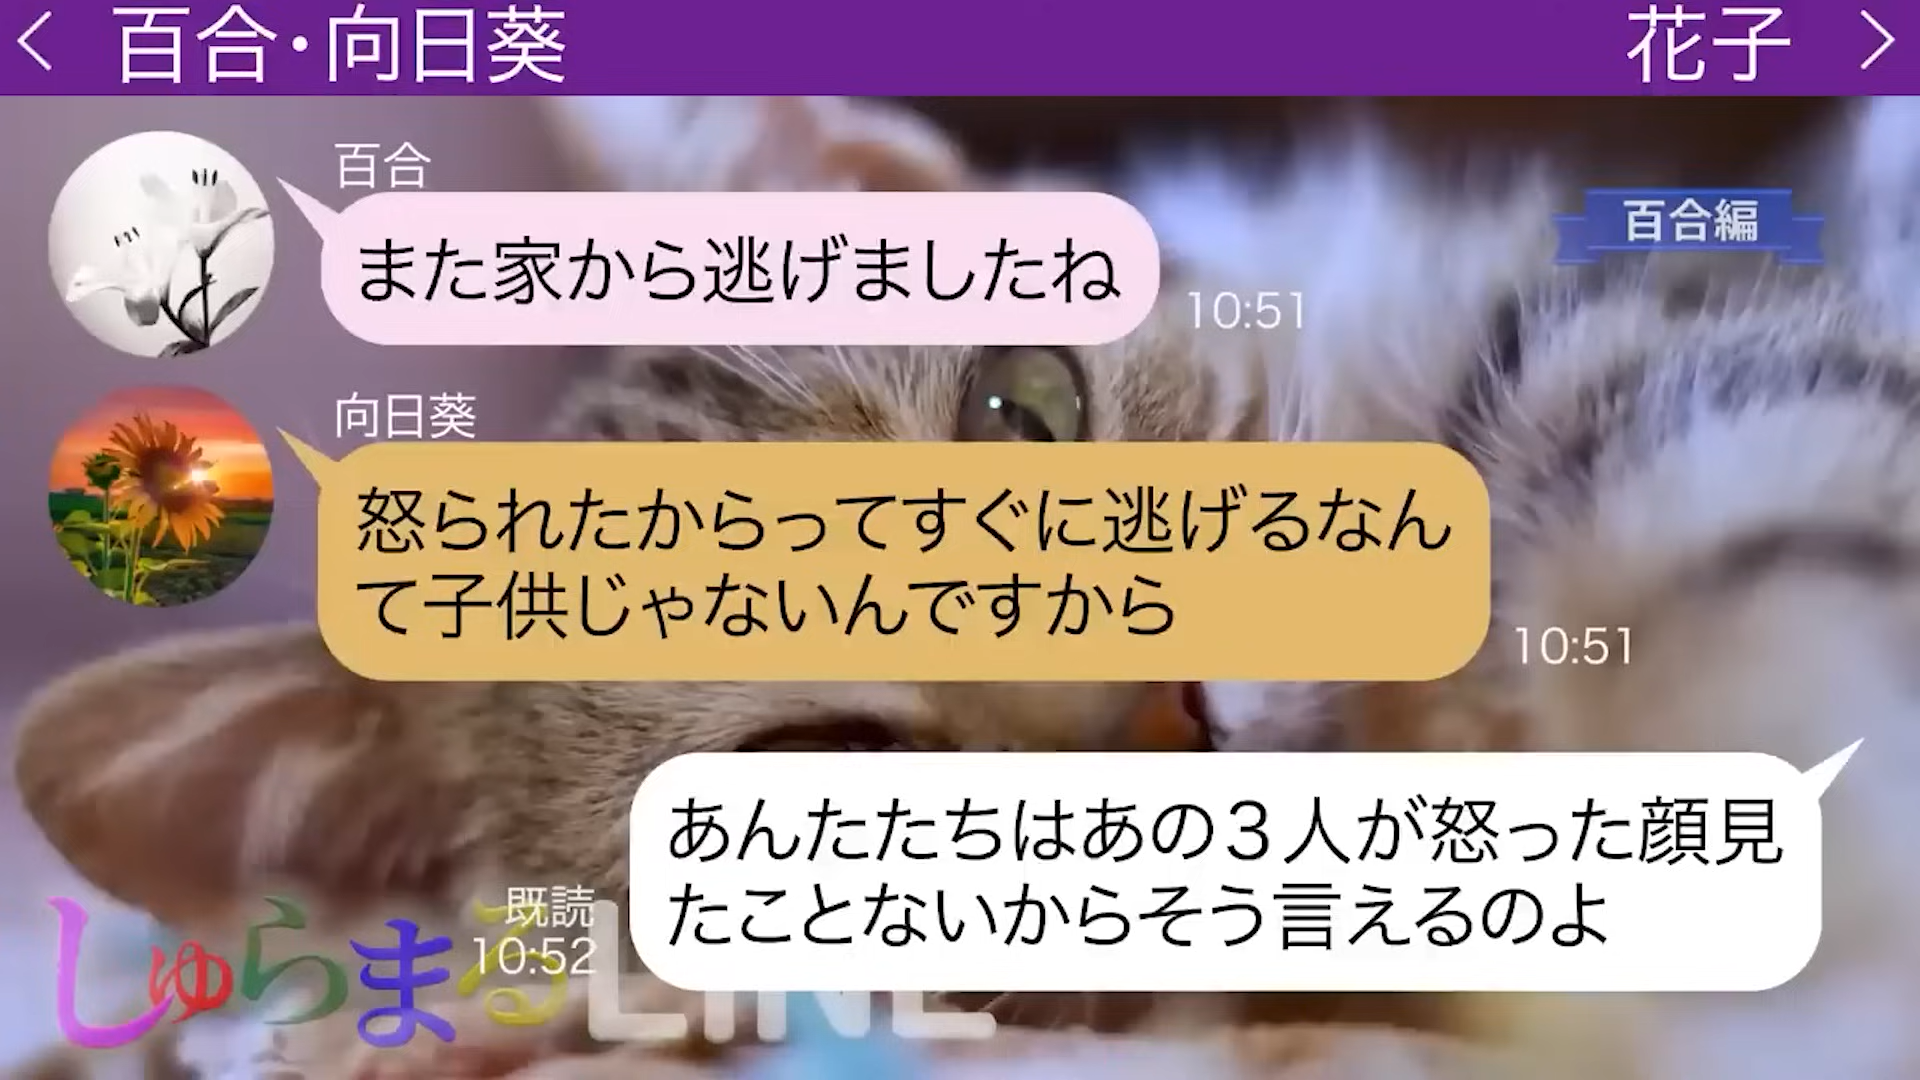 百合・向日葵
花子
百合
また家から逃げましたね
10:51
百合編
向日葵
怒られたからってすぐに逃げるなん
て子供じゃないんですから
10:51
あんたたちはあの3人が怒った顔見
たことないからそう言えるのよ
既読
10:52
しゅらまるLINE